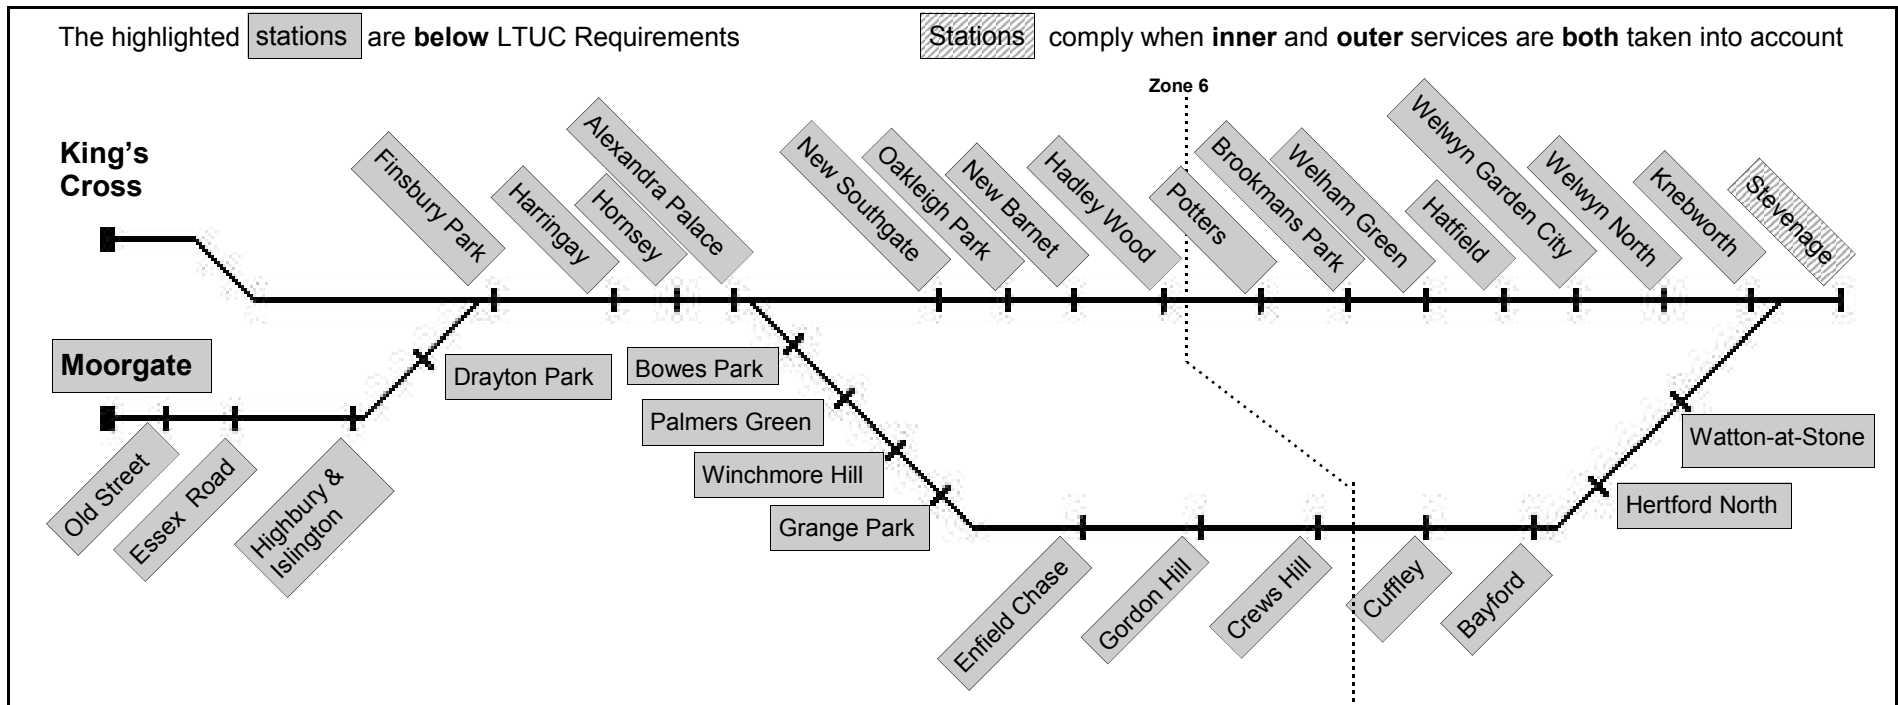 The highlighted stations are below LTUC Requirements
Stations comply when inner and outer services are both taken into account
Zone 6
King's
Cross
Finsbury Park
Harringay
Hornsey
Alexandra Palace
New Southgate
Oakleigh Park
New Barnet
Hadley Wood
Potters
Brookmans Park
Welham Green
Hatfield
Welwyn Garden City
Welwyn North
Knebworth
Stevenage
Moorgate
Old Street
Essex Road
Highbury &
Islington
Drayton Park
Bowes Park
Palmers Green
Winchmore Hill
Grange Park
Enfield Chase
Gordon Hill
Crews Hill
Cuffley
Bayford
Hertford North
Watton-at-Stone